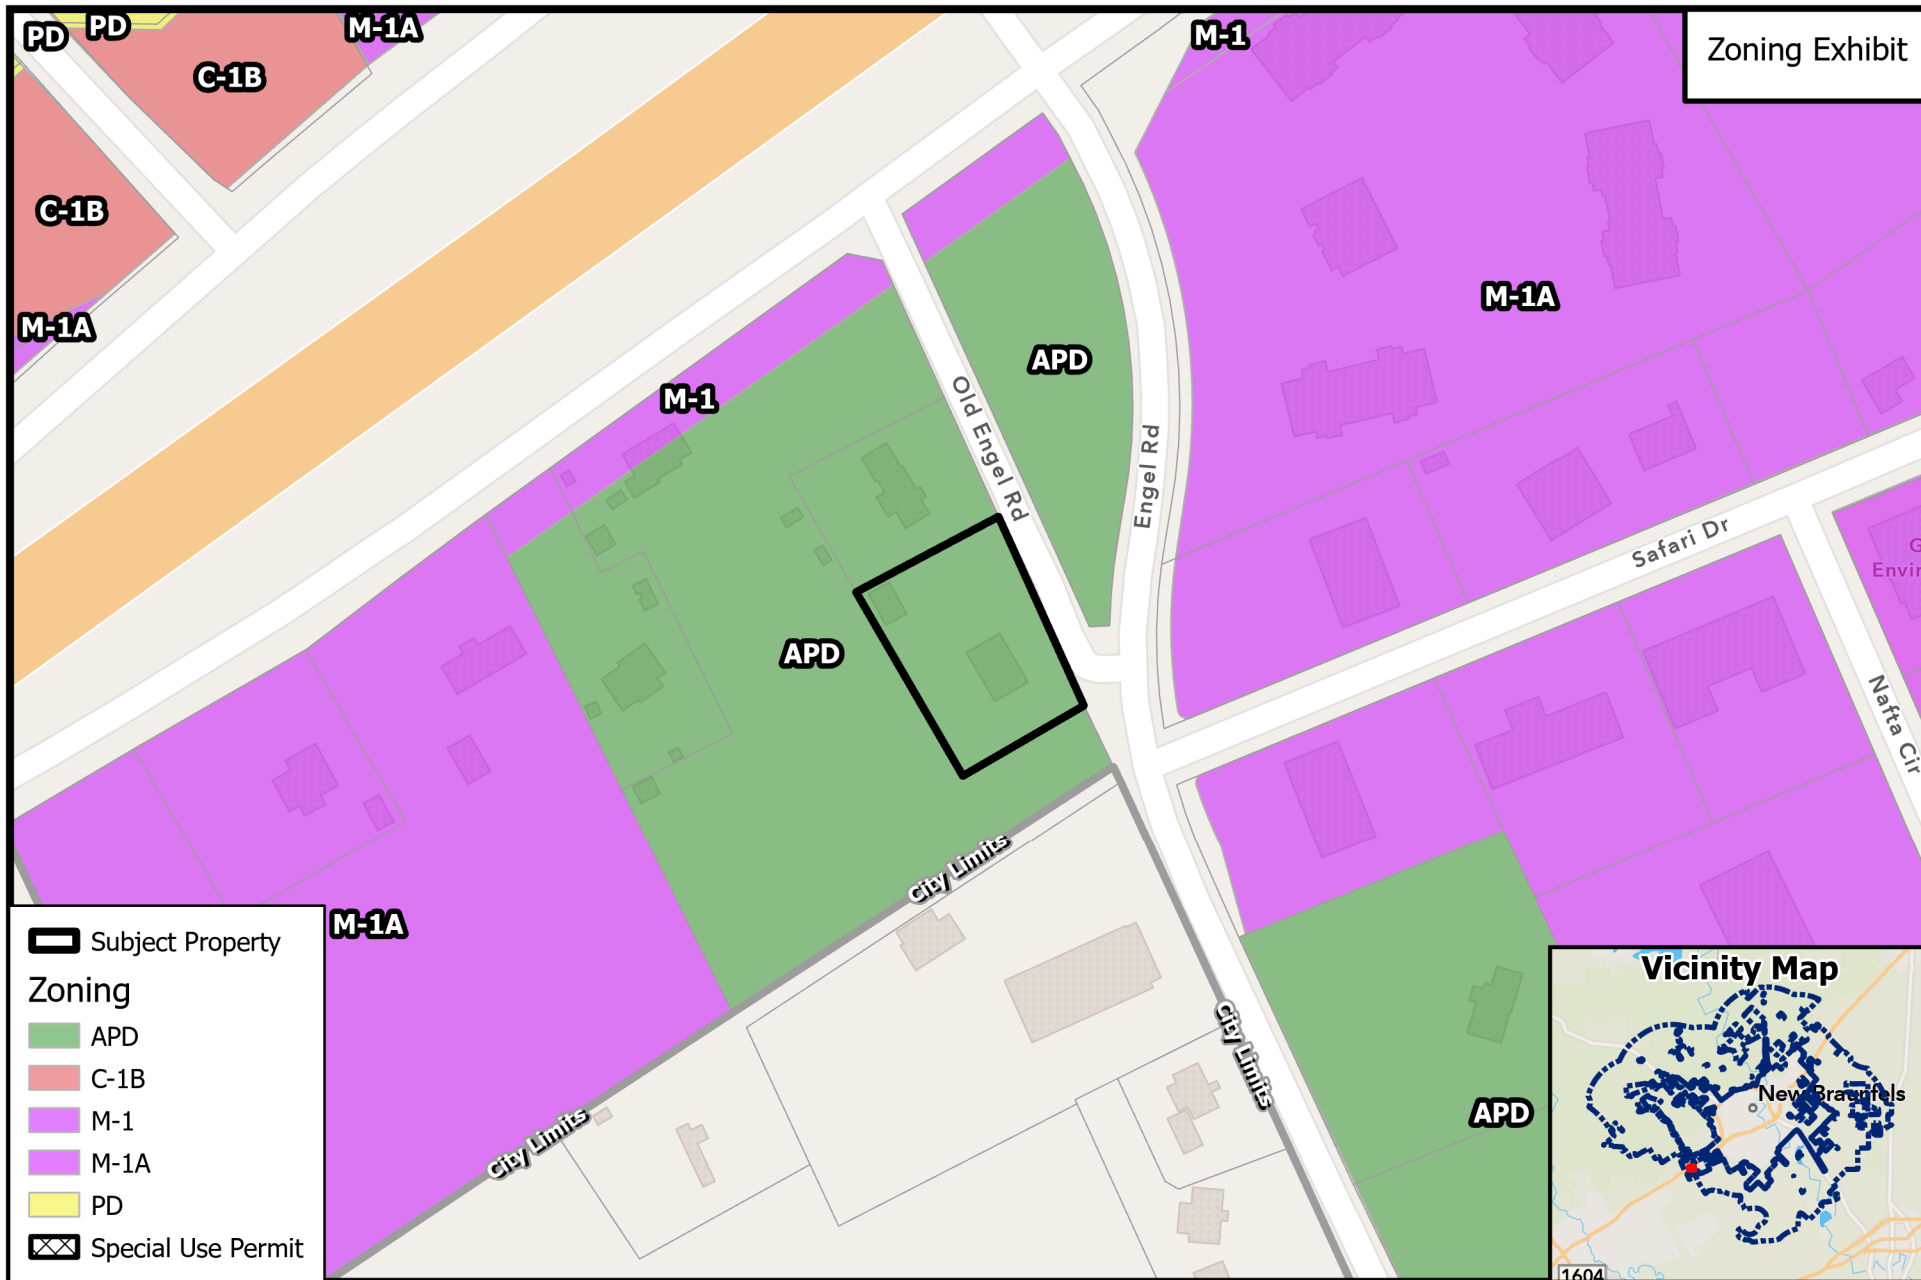 PD
PD
M-1A
C-1B
M-1
Zoning Exhibit
C-1B
M-1A
M-1A
APD
M-1
Old Engel Rd
Engel Rd
Safari Dr
G
Envir
APD
Nafta Cir
City Limits
M-1A
City Limits
City Limits
APD
Subject Property
Zoning
APD
C-1B
M-1
M-1A
PD
Special Use Permit
Vicinity Map
New Braunfels
1604